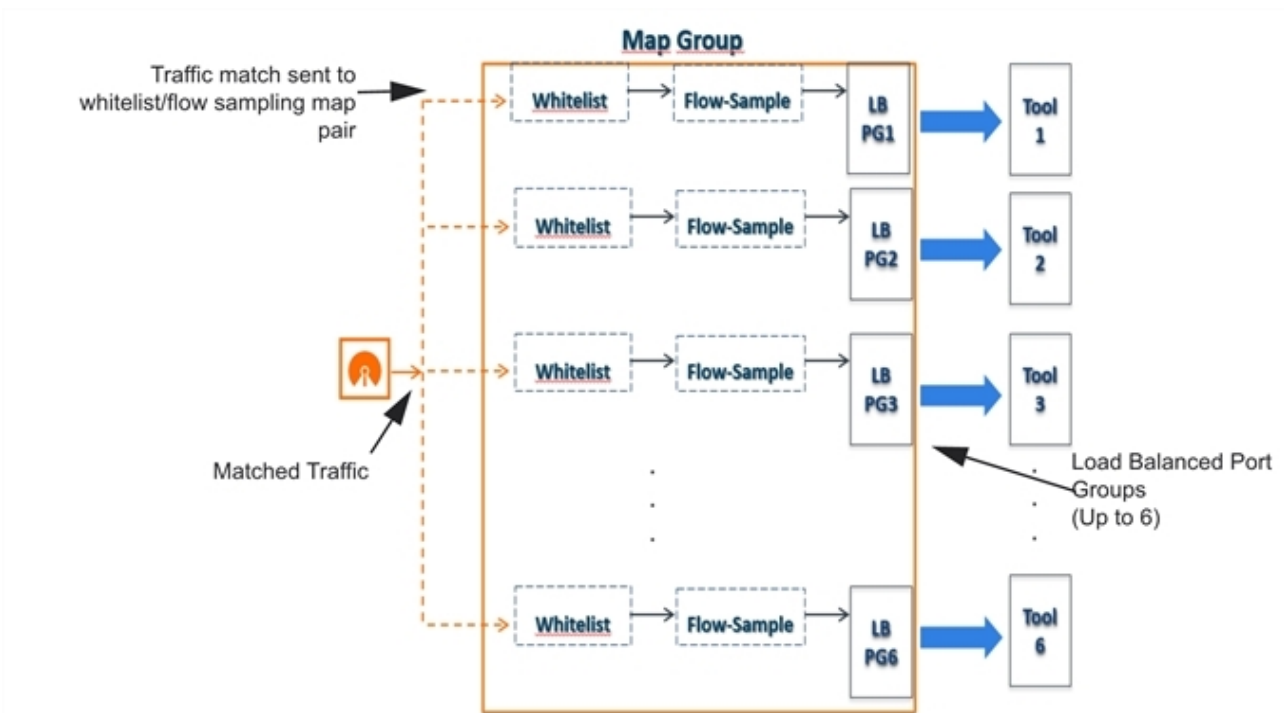 Map Group
Traffic match sent to
whitelist/flow sampling map
pair
Whitelist
Flow-Sample
LB
PG1
Tool
1
Whitelist
Flow-Sample
LB
PG2
Tool
2
Whitelist
Flow-Sample
LB
PG3
Tool
3
Matched Traffic
Load Balanced Port
Groups
(Up to 6)
Whitelist
Flow-Sample
LB
PG6
Tool
6